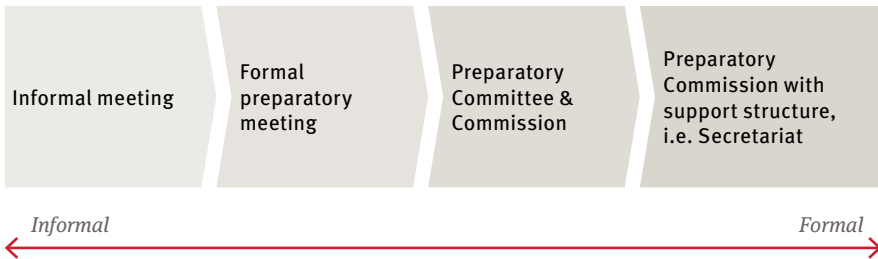 Informal meeting
Formal
preparatory
meeting
Preparatory
Committee &
Commission
Preparatory
Commission with
support structure,
i.e. Secretariat
Informal
Formal